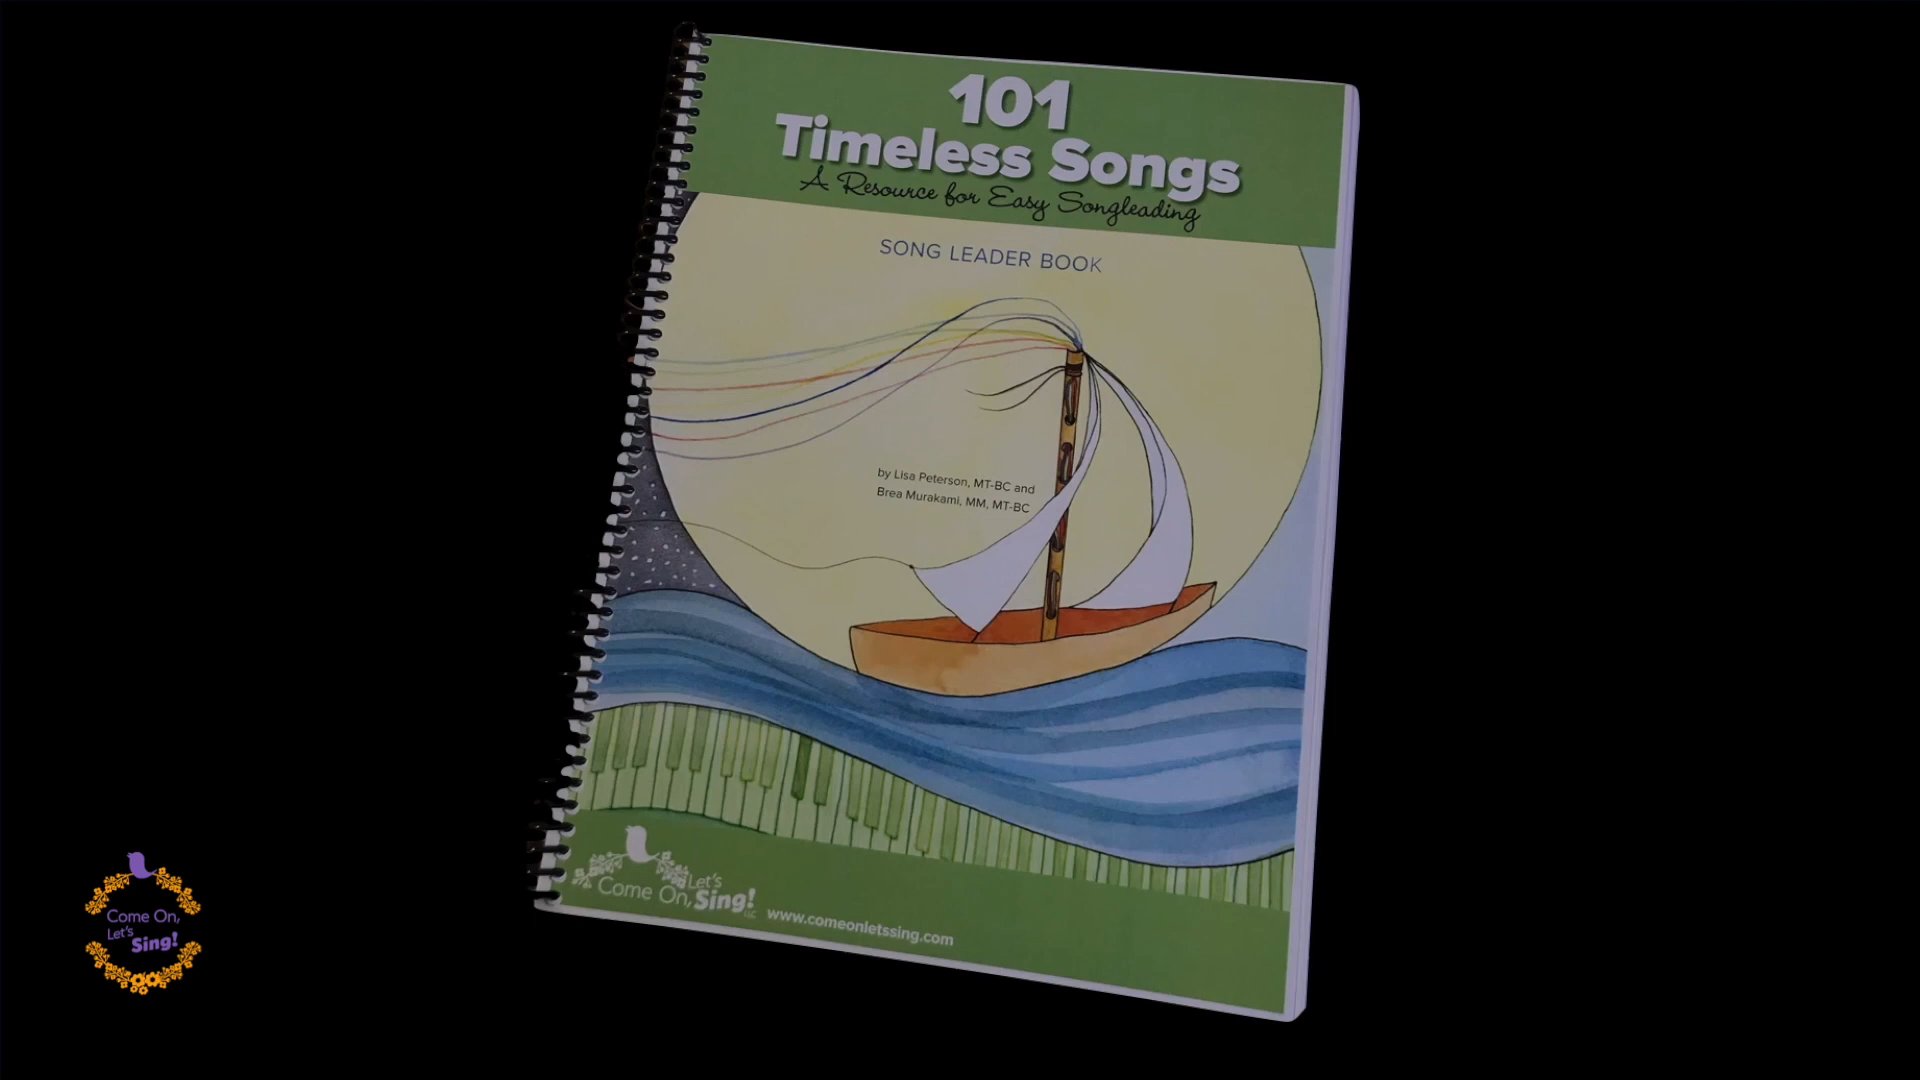 101
Timeless Songs
A Resource for Easy Songleading
SONG LEADER BOOK
by Lisa Peterson, MT-BC and
Brea Murakami, MM, MT-BC
Come On, Let's Sing! LLC
www.comeonletssing.com
Come On,
Let's
Sing!